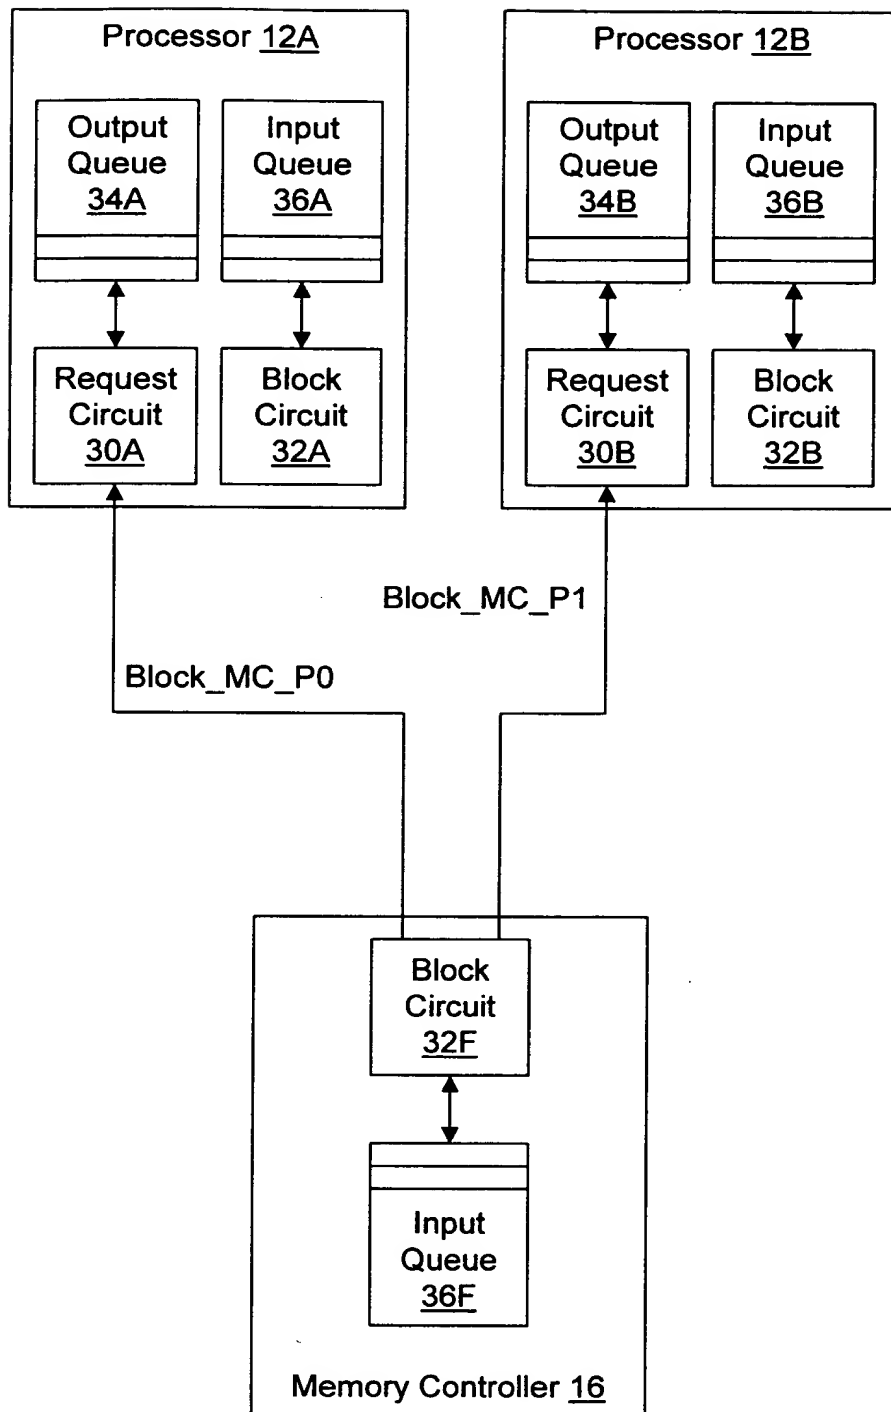 Processor 12A
Output
Queue
34A
Input
Queue
36A
Request
Circuit
30A
Block
Circuit
32A
Processor 12B
Output
Queue
34B
Input
Queue
36B
Request
Circuit
30B
Block
Circuit
32B
Block_MC_P1
Block_MC_P0
Block
Circuit
32F
Input
Queue
36F
Memory Controller 16